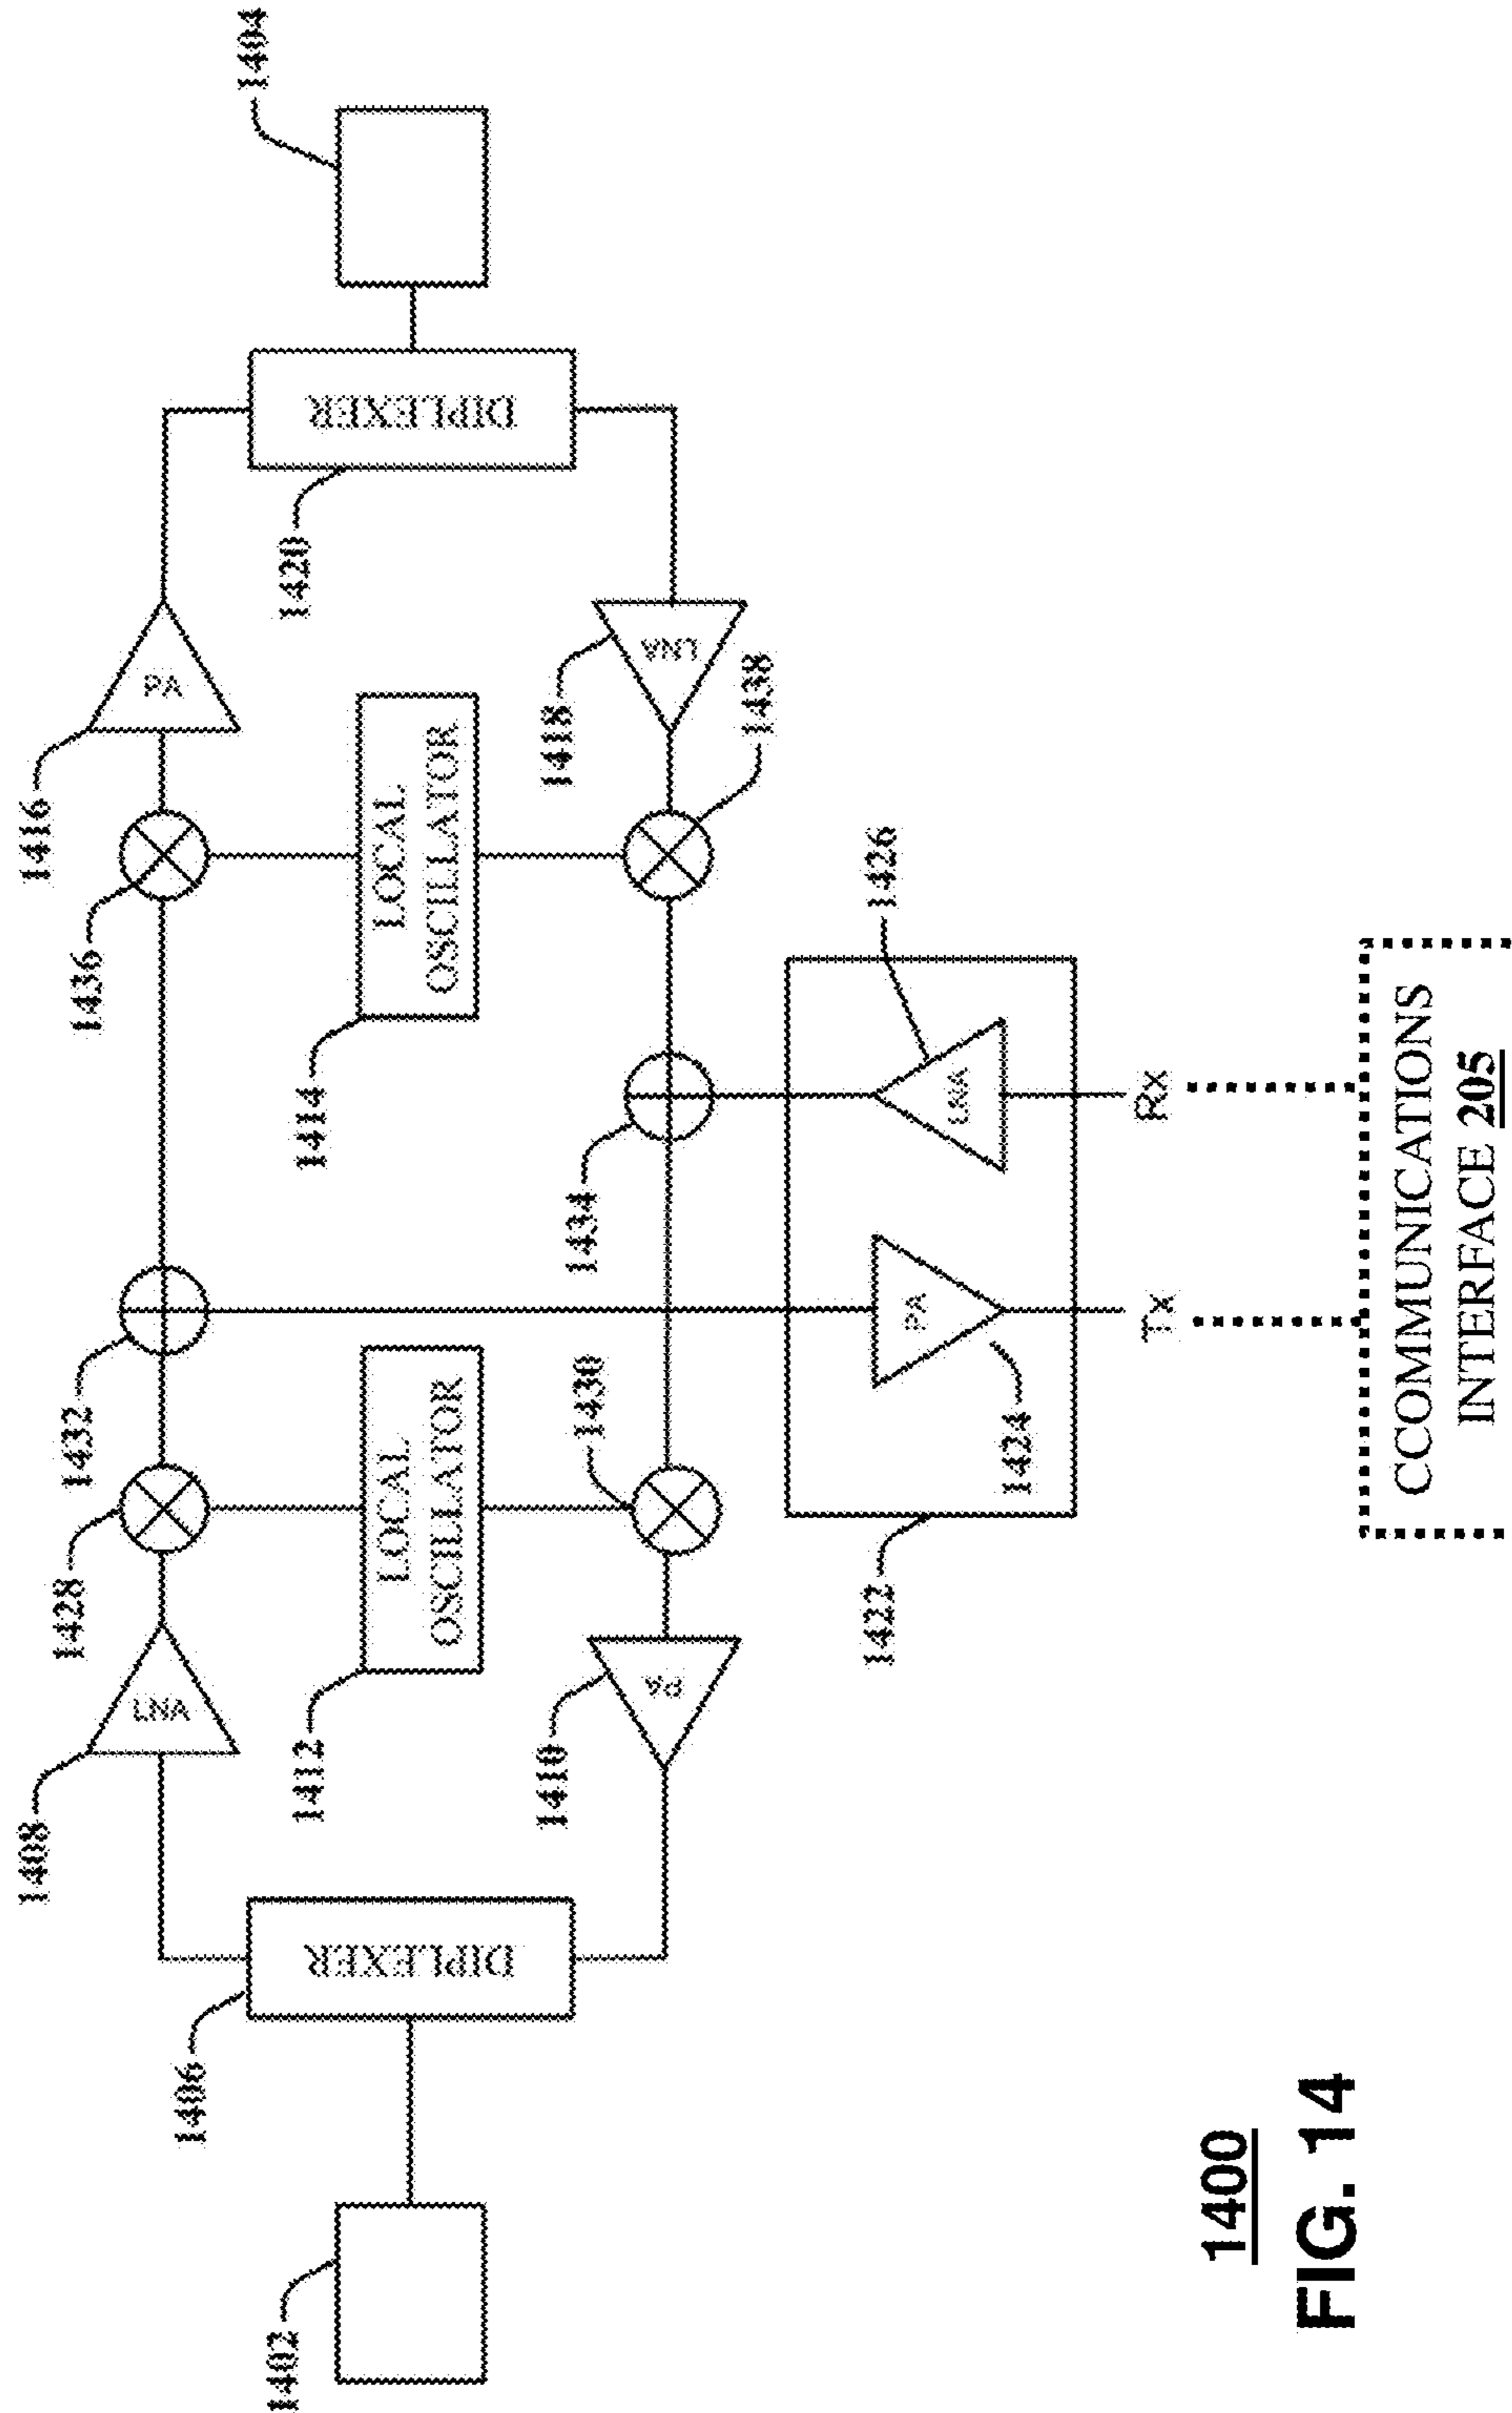 1404
1416
1436
1420
DIPLEXER
PA
LNA
1418
1438
LOCAL
OSCILLATOR
1414
1426
1432
1434
LNA
Rx
1428
LOCAL
OSCILLATOR
1430
PA
Tx
1424
CCOMMUNICATIONS
INTERFACE 205
1408
LNA
1412
1410
PA
1422
1406
DIPLEXER
1402
1400
FIG. 14